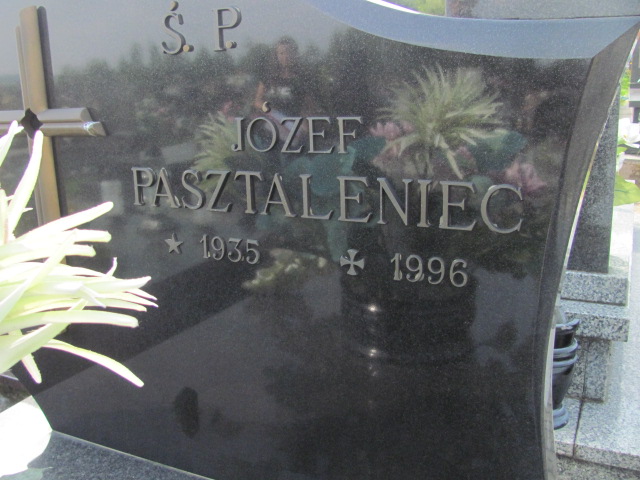 Ś. P.
JÓZEF
PASZTALENIEC
1935 1996